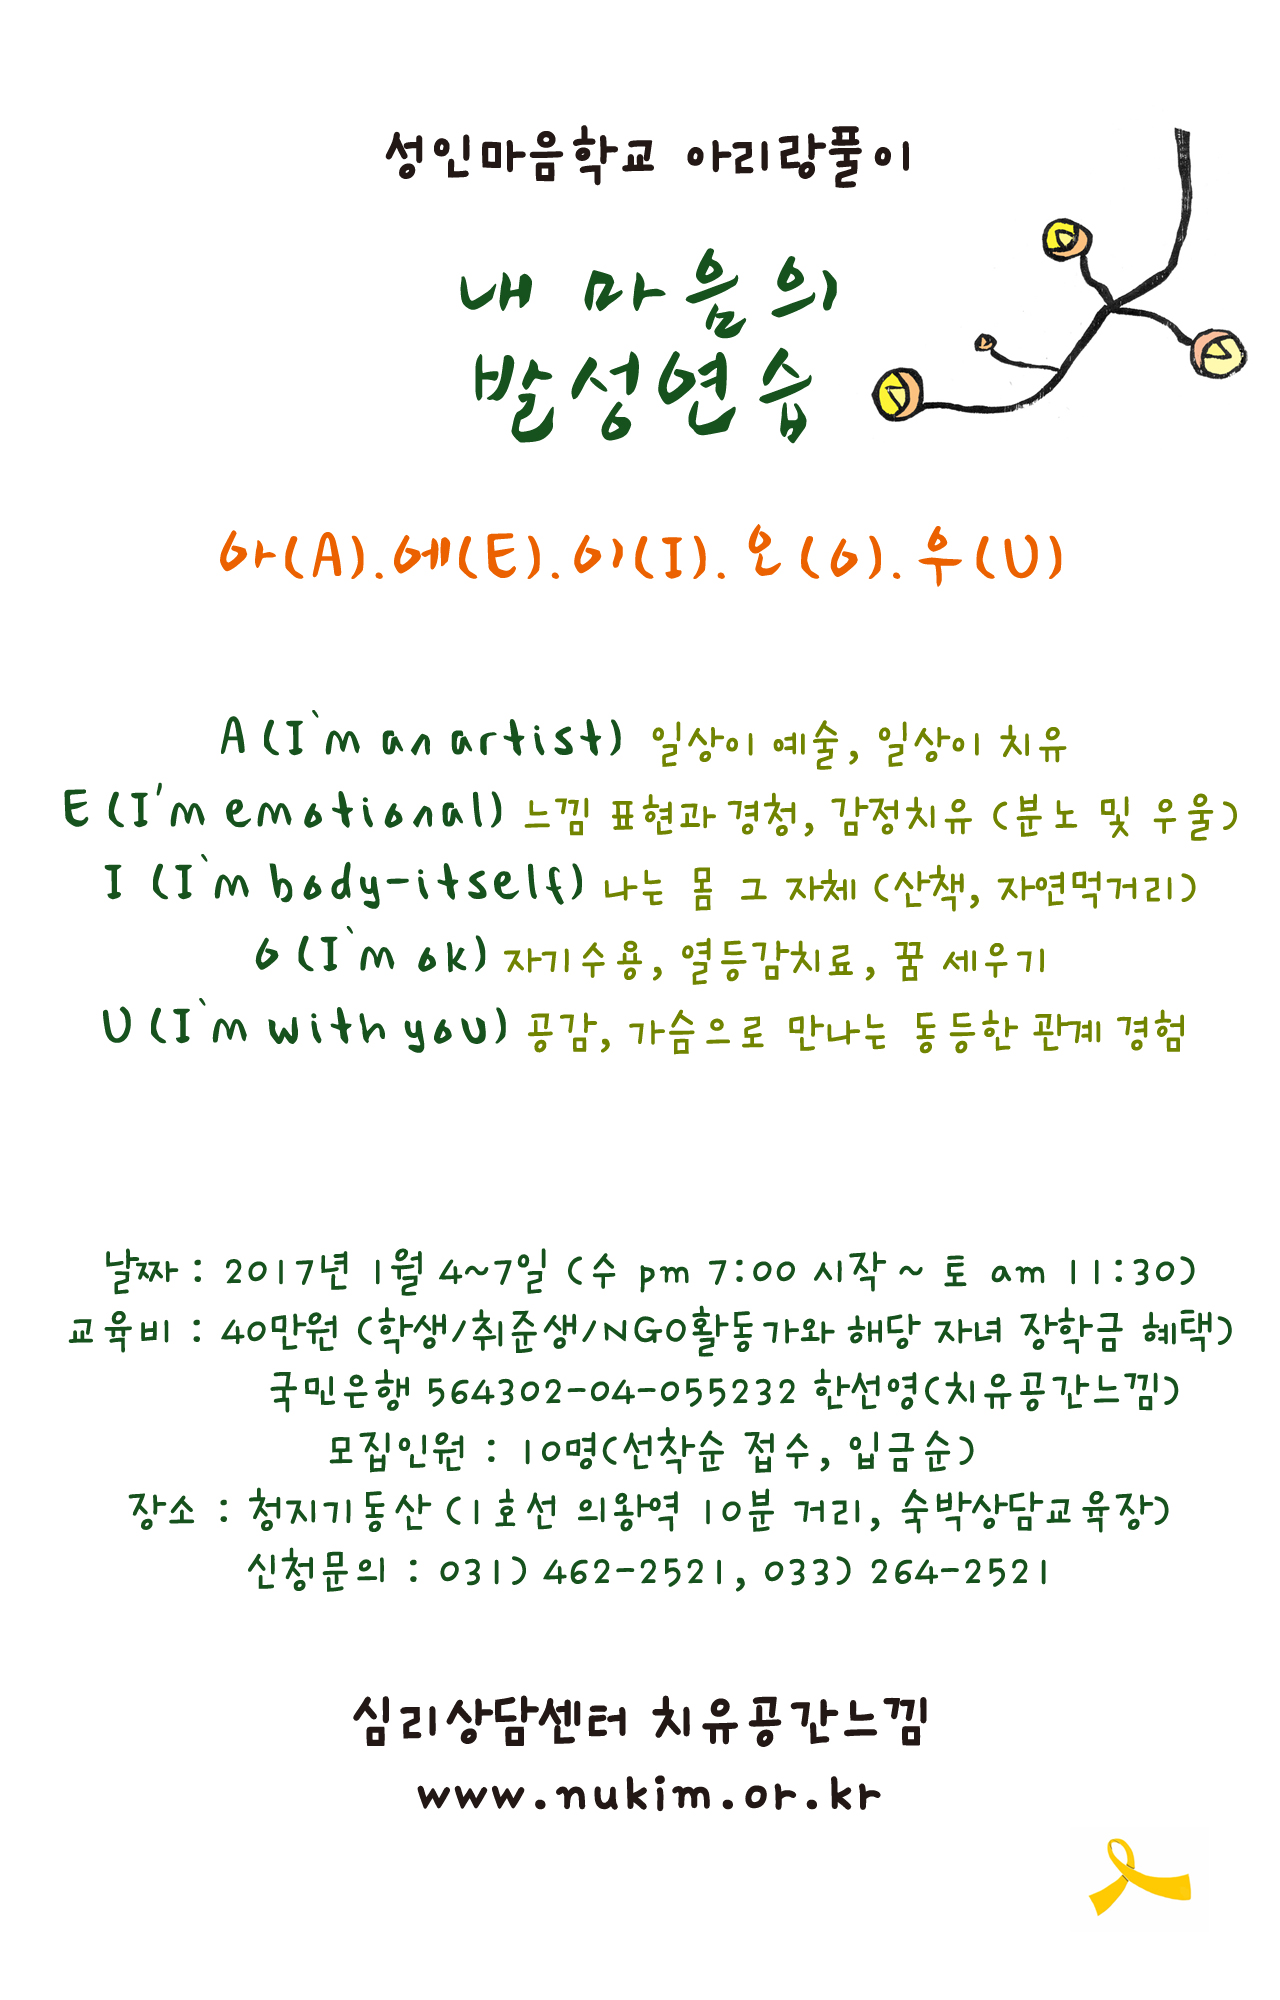 성인마음학교 아리랑풀이
내 마음의
발성연습
아(A).에(E).이(I).오(O).우(U)
A (I`m an artist) 일상이 예술, 일상이 치유
E (I'm emotional) 느낌 표현과 경청, 감정치유 (분노 및 우울)
I (I`m body-itself) 나는 몸 그 자체 (산책, 자연먹거리)
O (I`m ok) 자기수용, 열등감치료, 꿈 세우기
U (I`m with you) 공감, 가슴으로 만나는 동등한 관계 경험
날짜 : 2017년 1월 4~7일 (수 pm 7:00 시작 ~ 토 am 11:30)
교육비 : 40만원 (학생/취준생/NGO활동가와 해당 자녀 장학금 혜택)
국민은행 564302-04-055232 한선영(치유공간느낌)
모집인원 : 10명(선착순 접수, 입금순)
장소 : 청지기동산 (1호선 의왕역 10분 거리, 숙박상담교육장)
신청문의 : 031) 462-2521, 033) 264-2521
심리상담센터 치유공간느낌
www.nukim.or.kr